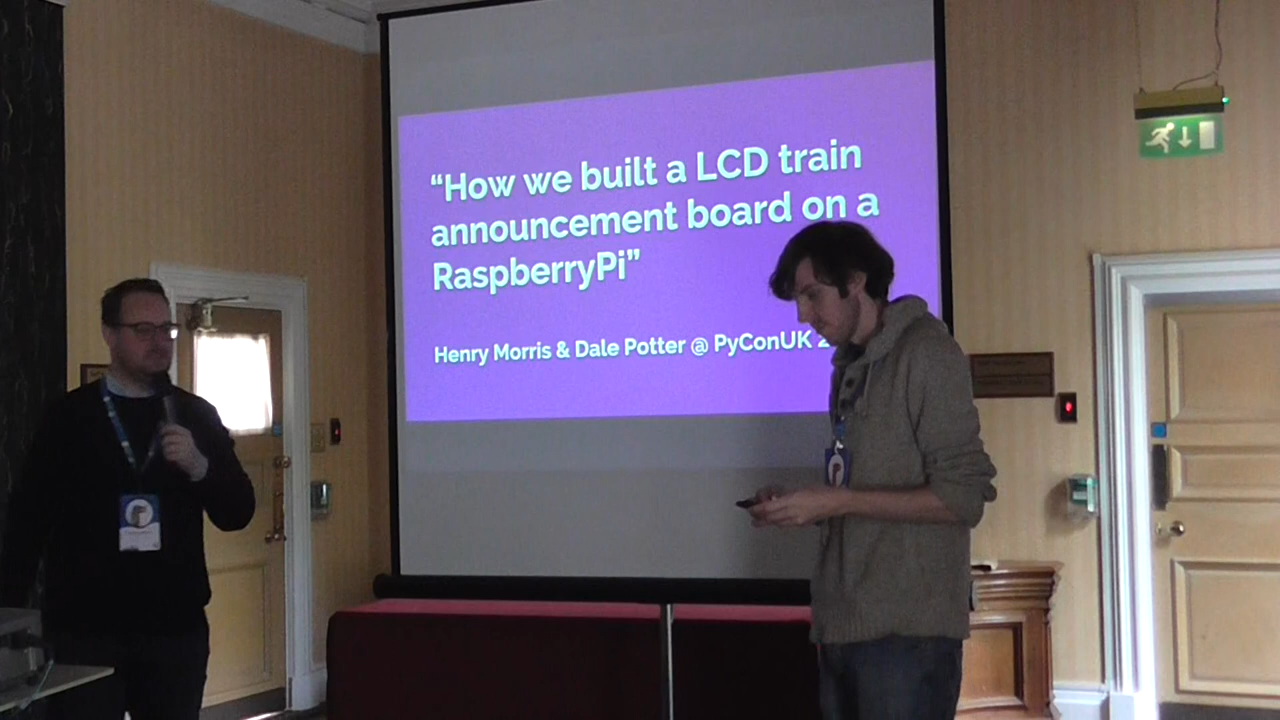 “How we built a LCD train
announcement board on a
RaspberryPi”
Henry Morris & Dale Potter @ PyConUK